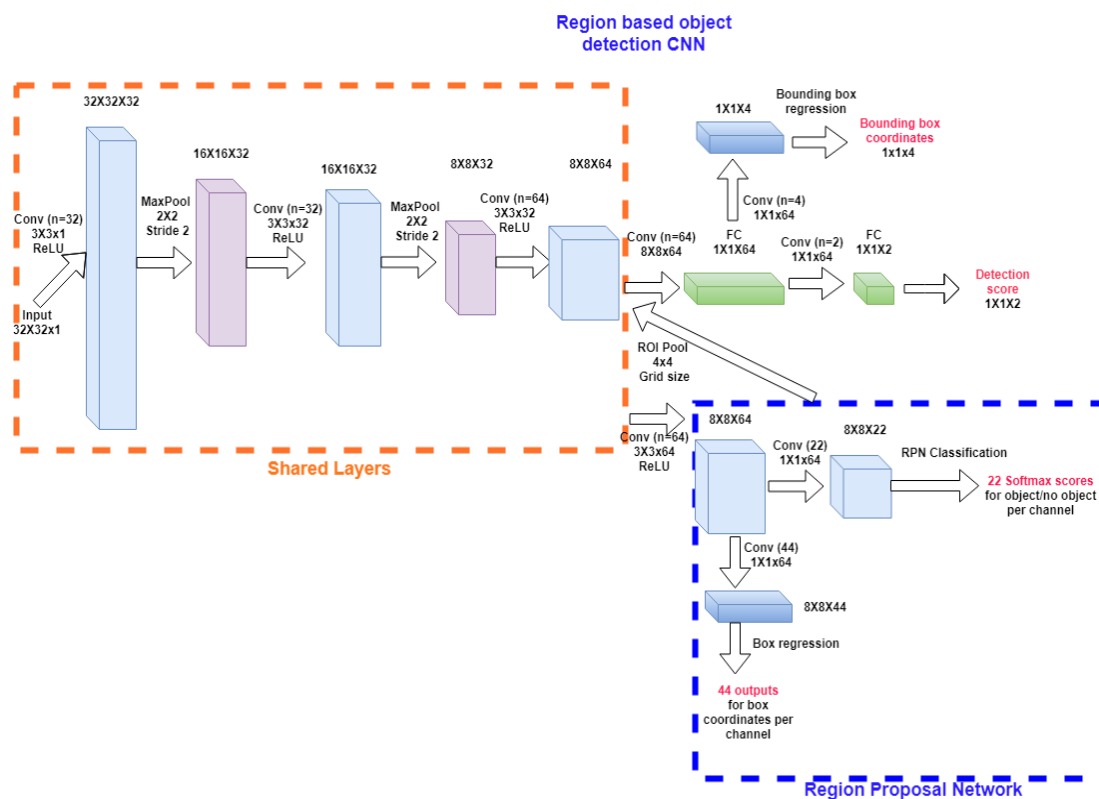 Region based object
detection CNN
32X32X32
16X16X32
16X16X32
8X8X32
8X8X64
1X1X4
Bounding box
regression
Bounding box
coordinates
1x1x4
Conv (n=32)
3X3x1
ReLU
MaxPool
2X2
Stride 2
Conv (n=32)
3X3x32
ReLU
MaxPool
2X2
Stride 2
Conv (n=64)
3X3x32
ReLU
Conv (n=64)
8X8x64
Conv (n=4)
1X1x64
FC
1X1X64
Conv (n=2)
1X1x64
FC
1X1X2
Detection
score
1X1X2
Input
32X32x1
ROI Pool
4x4
Grid size
Conv (n=64)
3X3x64
ReLU
Shared Layers
8X8X64
Conv (22)
1X1x64
8X8X22
RPN Classification
22 Softmax scores
for object/no object
per channel
Conv (44)
1X1x64
8X8X44
Box regression
44 outputs
for box
coordinates per
channel
Region Proposal Network